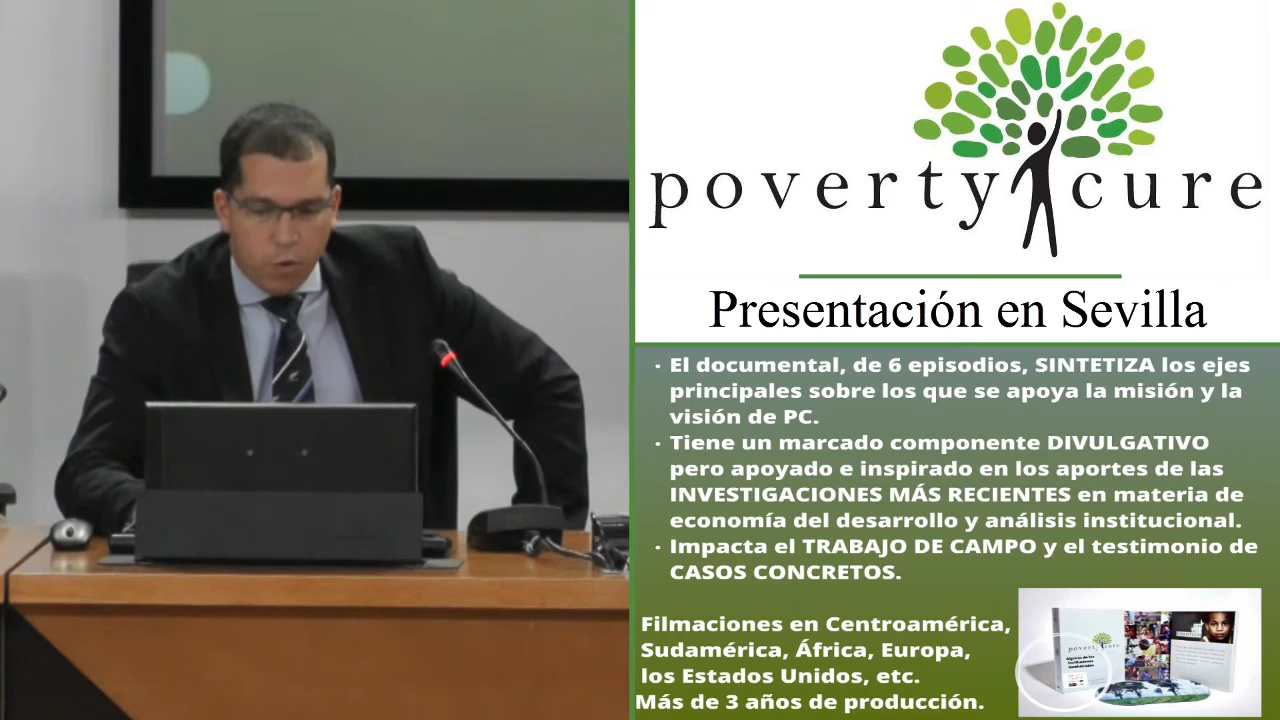 poverty cure
Presentación en Sevilla
· El documental, de 6 episodios, SINTETIZA los ejes
principales sobre los que se apoya la misión y la
visión de PC.
· Tiene un marcado componente DIVULGATIVO
pero apoyado e inspirado en los aportes de las
INVESTIGACIONES MÁS RECIENTES en materia de
economía del desarrollo y análisis institucional.
· Impacta el TRABAJO DE CAMPO y el testimonio de
CASOS CONCRETOS.
Filmaciones en Centroamérica,
Sudamérica, África, Europa,
los Estados Unidos, etc.
Más de 3 años de producción.
poverty cure